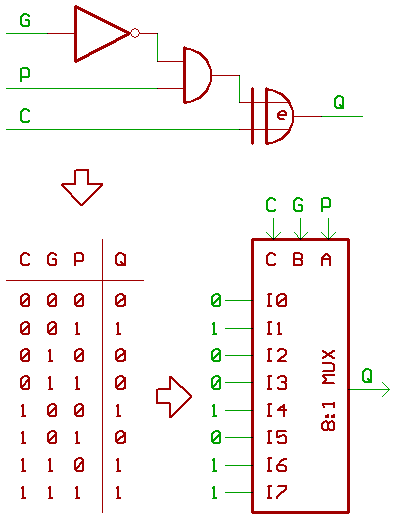 G
P
C
e
Q
C G P
C G P Q
C B A
0 0 0 0
0 I0
0 0 1 1
1 I1
0 1 0 0
0 I2
0 1 1 0
0 I3
1 0 0 1
1 I4
1 0 1 0
0 I5
1 1 0 1
1 I6
1 1 1 1
1 I7
8:1 MUX
Q